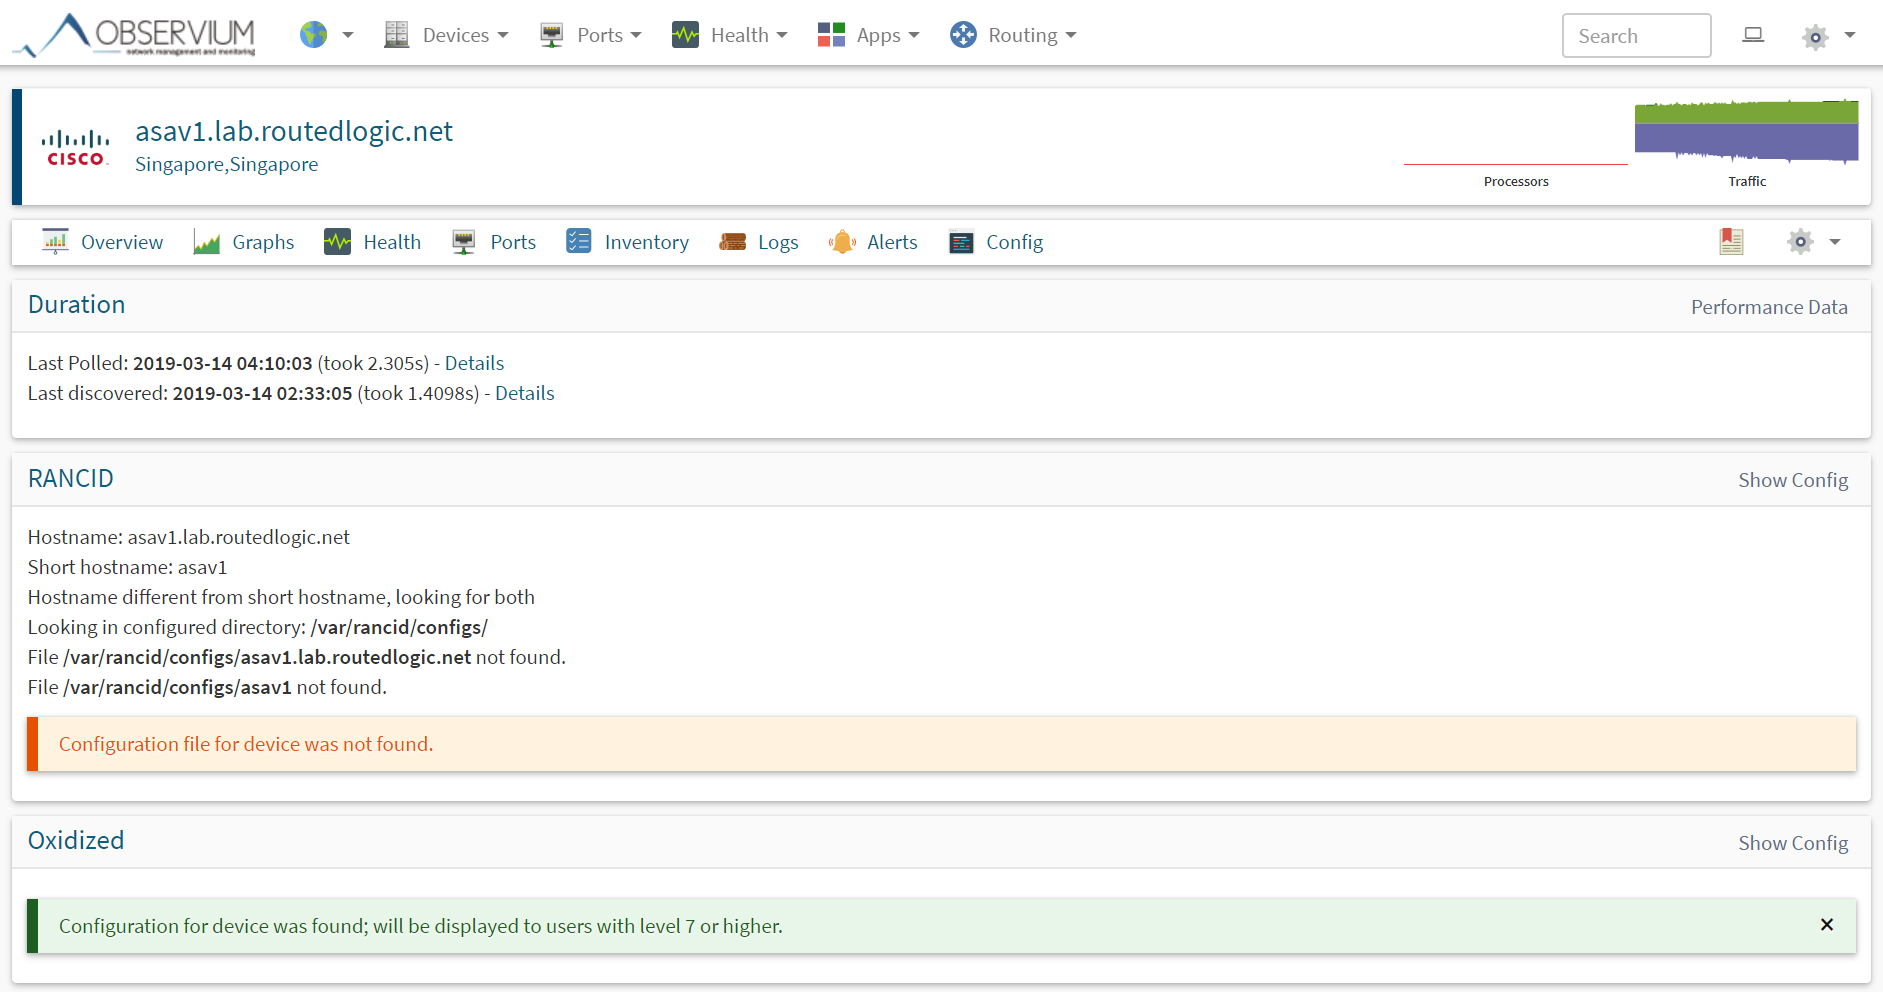 OBSERVIUM
network management and monitoring
Devices
Ports
Health
Apps
Routing
Search
CISCO
asav1.lab.routedlogic.net
Singapore,Singapore
Processors
Traffic
Overview
Graphs
Health
Ports
Inventory
Logs
Alerts
Config
Duration
Performance Data
Last Polled: 2019-03-14 04:10:03 (took 2.305s) - Details
Last discovered: 2019-03-14 02:33:05 (took 1.4098s) - Details
RANCID
Show Config
Hostname: asav1.lab.routedlogic.net
Short hostname: asav1
Hostname different from short hostname, looking for both
Looking in configured directory: /var/rancid/configs/
File /var/rancid/configs/asav1.lab.routedlogic.net not found.
File /var/rancid/configs/asav1 not found.
Configuration file for device was not found.
Oxidized
Show Config
Configuration for device was found; will be displayed to users with level 7 or higher.